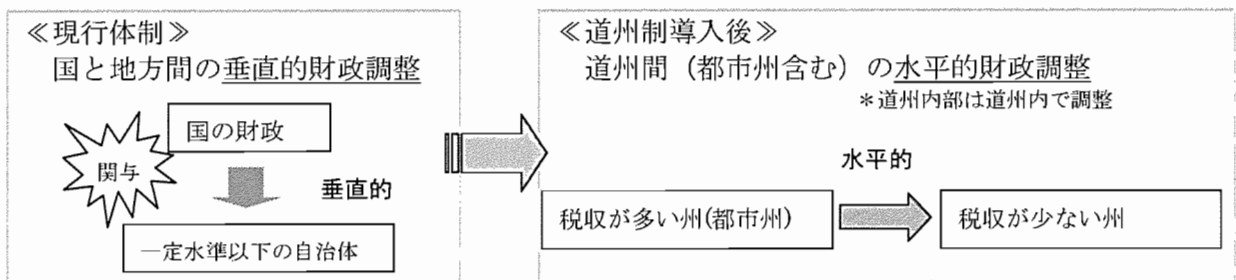 ≪現行体制≫
国と地方間の垂直的財政調整
国の財政
関与
垂直的
一定水準以下の自治体
≪道州制導入後≫
道州間（都市州含む）の水平的財政調整
＊道州内部は道州内で調整
水平的
税収が多い州(都市州)
税収が少ない州